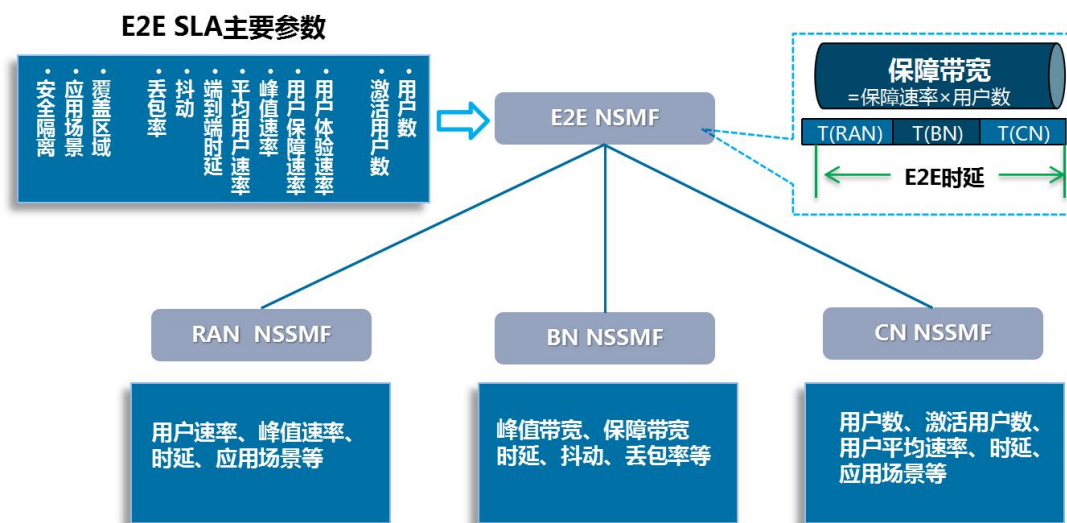 E2E SLA主要参数
• 安全隔离
• 应用场景
• 覆盖区域
• 丢包率
• 抖动
• 端到端时延
• 平均用户速率
• 峰值速率
• 用户保障速率
• 用户体验速率
• 激活用户数
• 用户数
E2E NSMF
保障带宽
=保障速率×用户数
T(RAN) T(BN) T(CN)
E2E时延
RAN NSSMF
BN NSSMF
CN NSSMF
用户速率、峰值速率、
时延、应用场景等
峰值带宽、保障带宽
时延、抖动、丢包率等
用户数、激活用户数、
用户平均速率、时延、
应用场景等